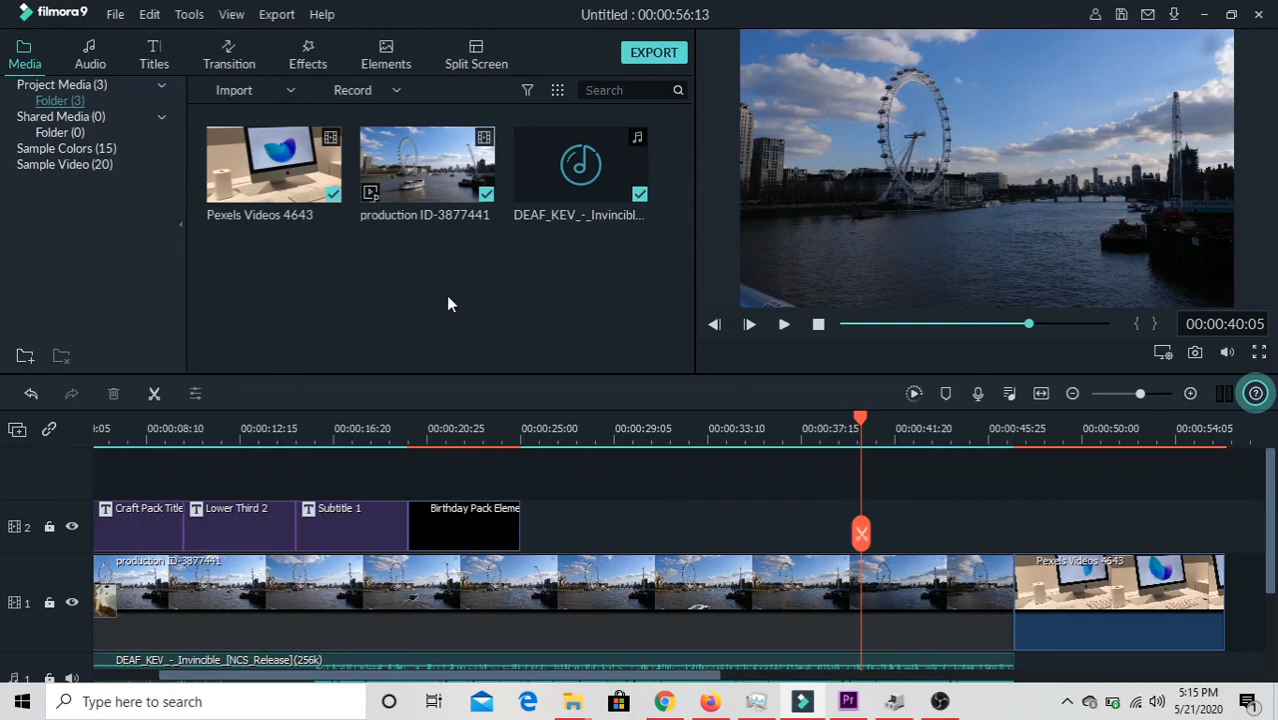 filmora9 File Edit Tools View Export Help Untitled : 00:00:56:13
Media Audio Titles Transition Effects Elements Split Screen EXPORT
Project Media (3)
Folder (3)
Shared Media (0)
Folder (0)
Sample Colors (15)
Sample Video (20)
Import Record Search
Pexels Videos 4643 production ID-3877441 DEAF_KEV_-_Invincibl...
00:00:40:05
:05 00:00:08:10 00:00:12:15 00:00:16:20 00:00:20:25 00:00:25:00 00:00:29:05 00:00:33:10 00:00:37:15 00:00:41:20 00:00:45:25 00:00:50:00 00:00:54:05
2 T Craft Pack Title T Lower Third 2 T Subtitle 1 Birthday Pack Eleme
1 production ID-3877441 Pexels Videos 4643
1 DEAF_KEV_-_Invincible_[NCS_Release](256k)
Type here to search Pr 5:15 PM
5/21/2020 1